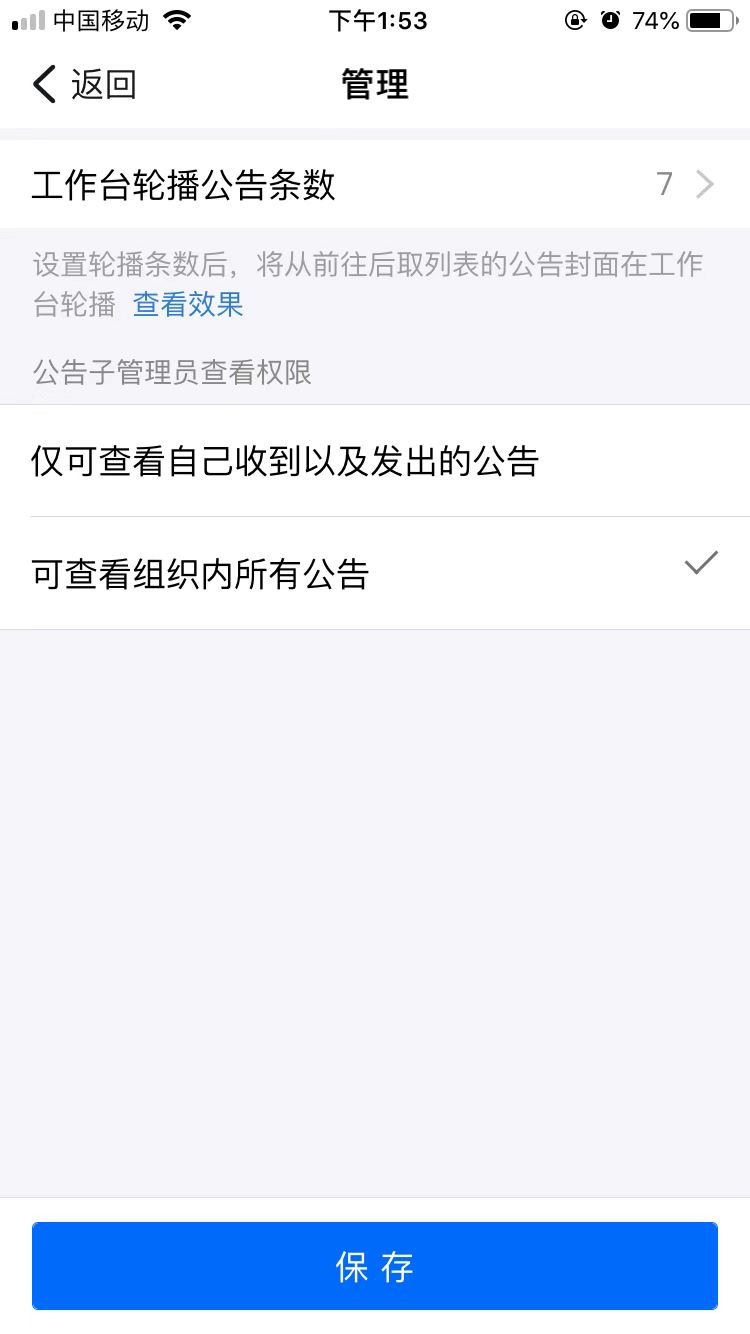 中国移动 下午1:53 74%
返回 管理
工作台轮播公告条数 7
设置轮播条数后，将从前往后取列表的公告封面在工作
台轮播 查看效果
公告子管理员查看权限
仅可查看自己收到以及发出的公告
可查看组织内所有公告
保存